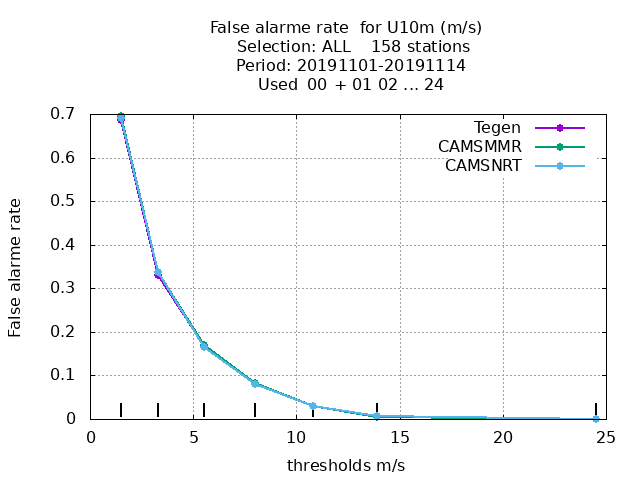 False alarme rate  for U10m (m/s)
Selection: ALL    158 stations
Period: 20191101-20191114
Used  00  + 01 02 ... 24
Tegen
CAMSMMR
CAMSNRT
False alarme rate
0.7
0.6
0.5
0.4
0.3
0.2
0.1
0
0 5 10 15 20 25
thresholds m/s